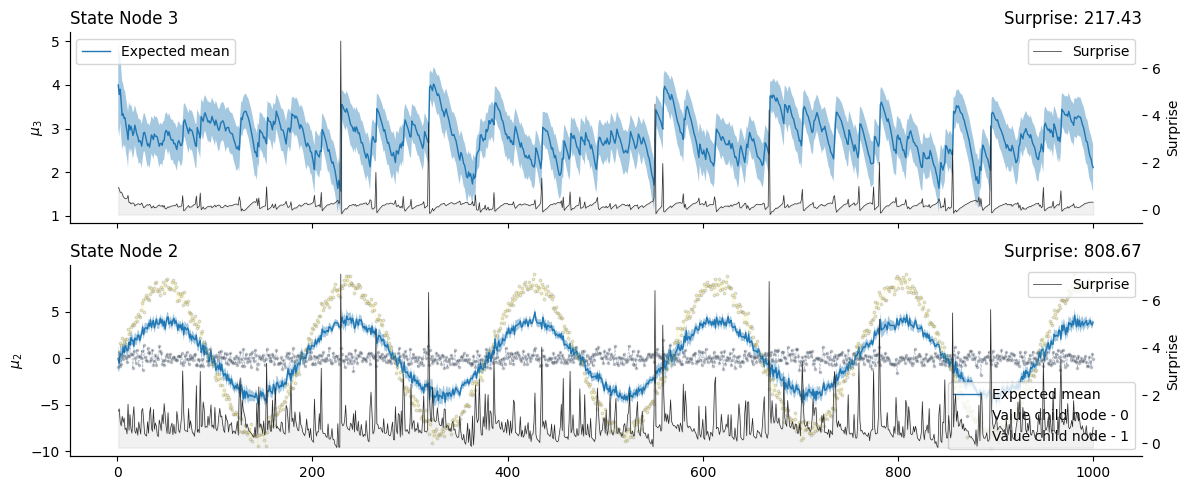 State Node 3 Surprise: 217.43
5
4
3
2
1
μ3
Expected mean
Surprise
6
4
2
0
Surprise
State Node 2 Surprise: 808.67
5
0
−5
−10
μ2
Surprise
Expected mean
Value child node - 0
Value child node - 1
6
4
2
0
Surprise
0 200 400 600 800 1000